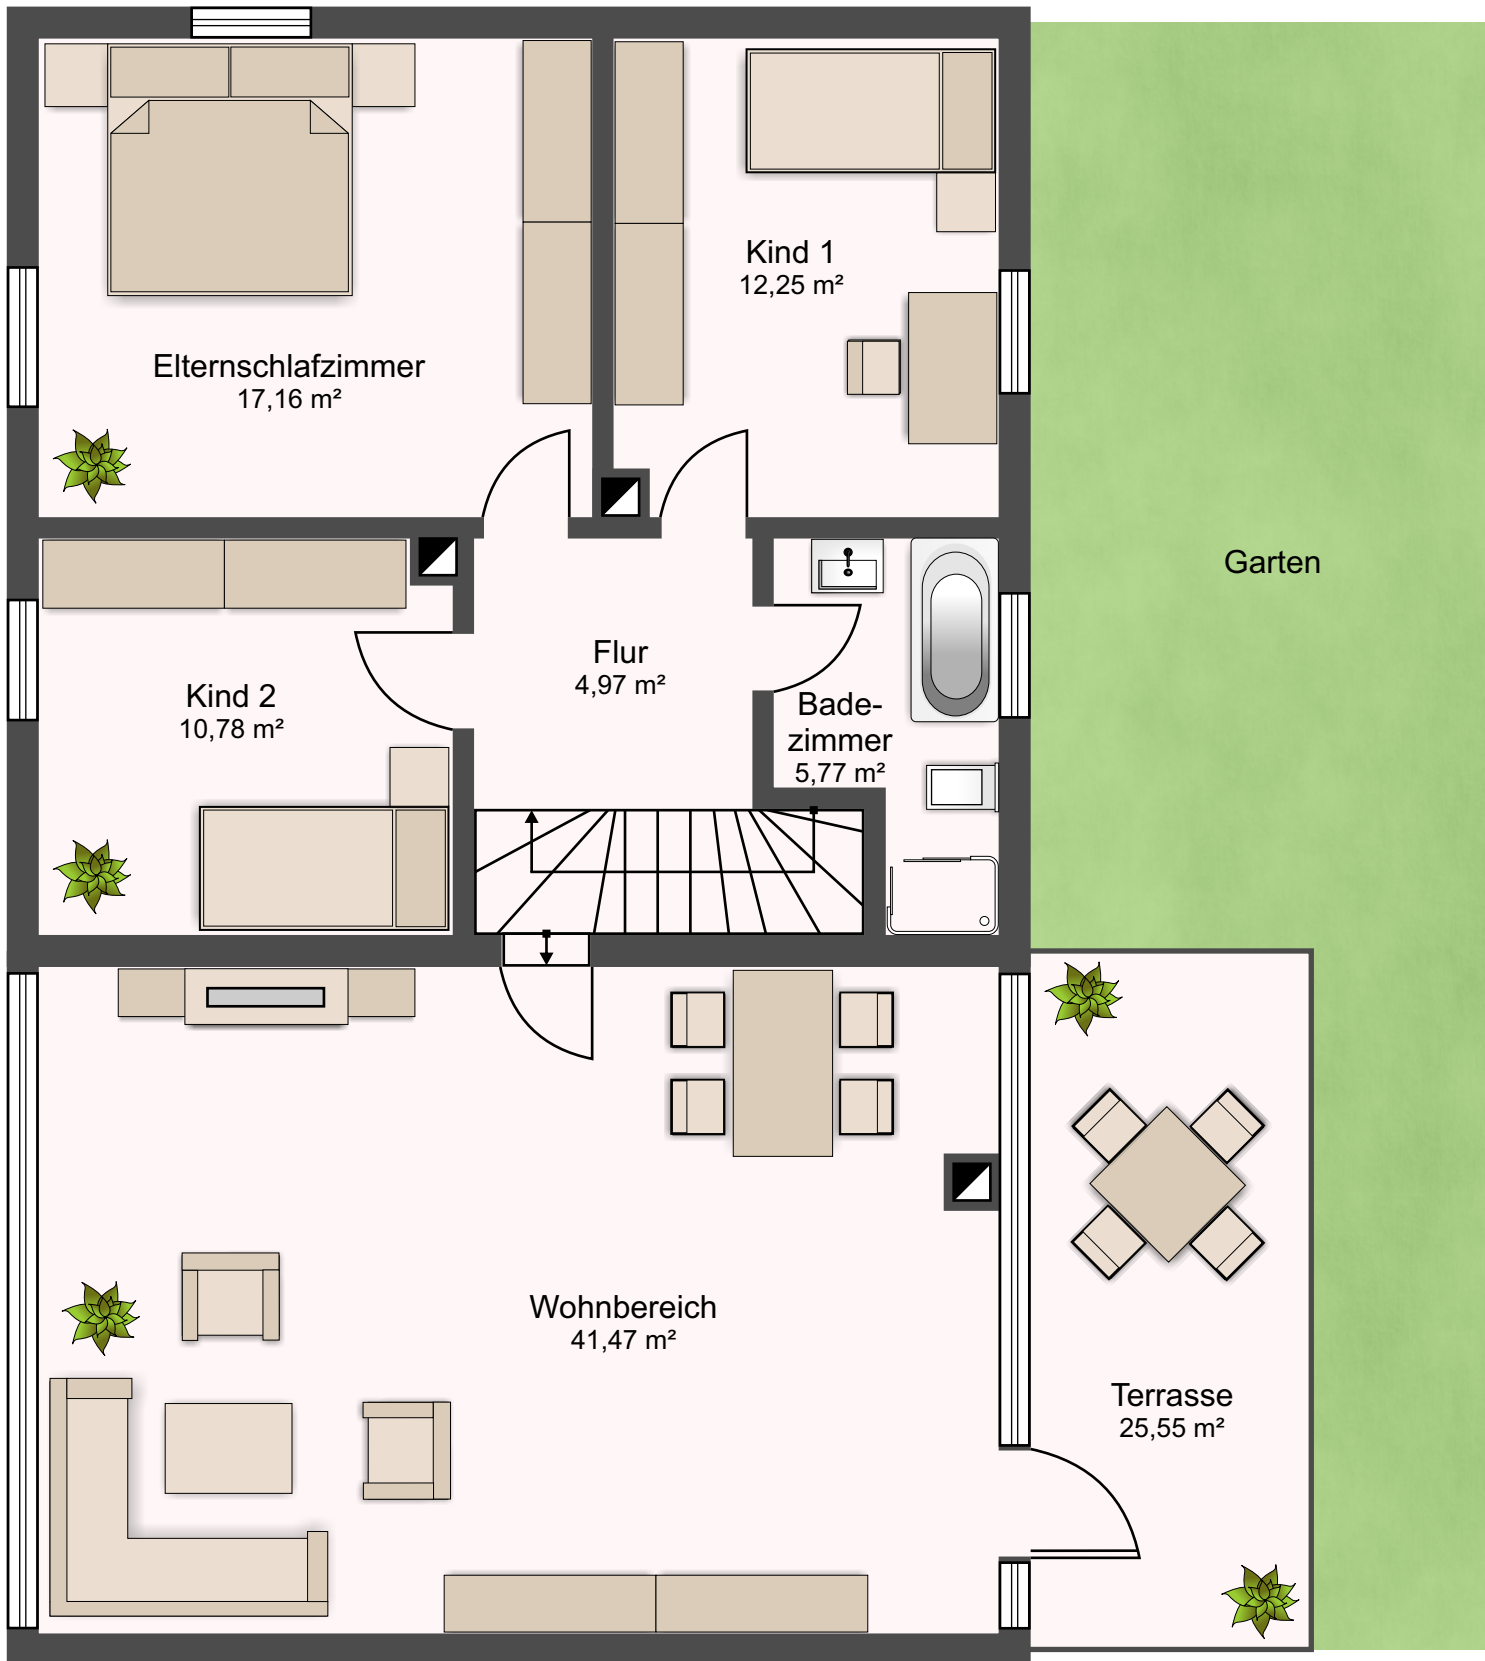 Elternschlafzimmer
17,16 m²
Kind 1
12,25 m²
Kind 2
10,78 m²
Flur
4,97 m²
Bade-
zimmer
5,77 m²
Garten
Wohnbereich
41,47 m²
Terrasse
25,55 m²